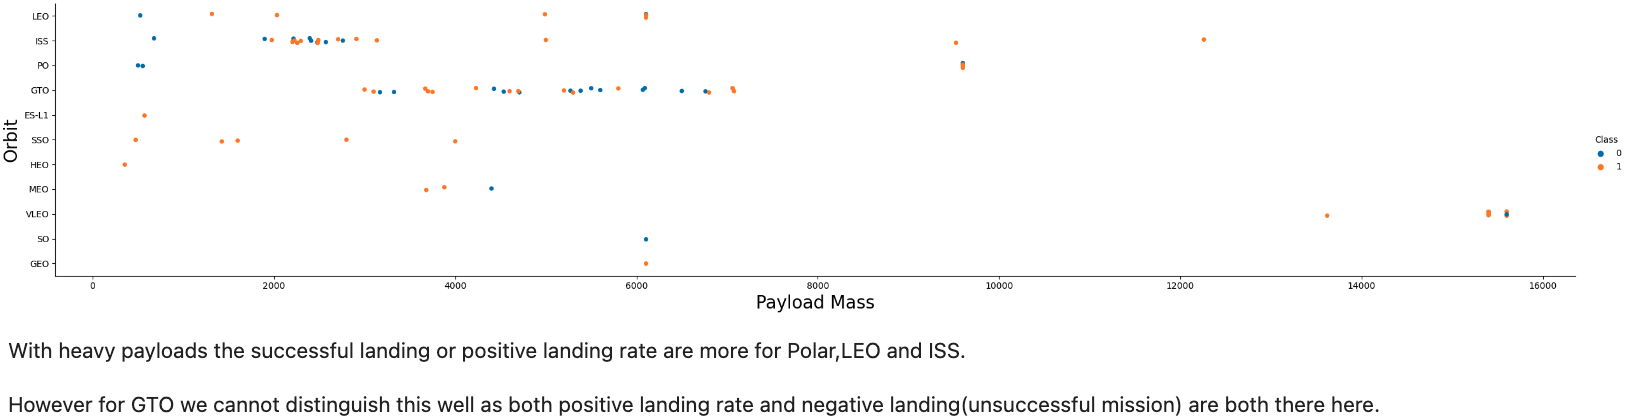 LEO
ISS
PO
GTO
ES-L1
SSO
HEO
MEO
VLEO
SO
GEO
Orbit
0 2000 4000 6000 8000 10000 12000 14000 16000
Payload Mass
Class
0
1
With heavy payloads the successful landing or positive landing rate are more for Polar,LEO and ISS.
However for GTO we cannot distinguish this well as both positive landing rate and negative landing(unsuccessful mission) are both there here.